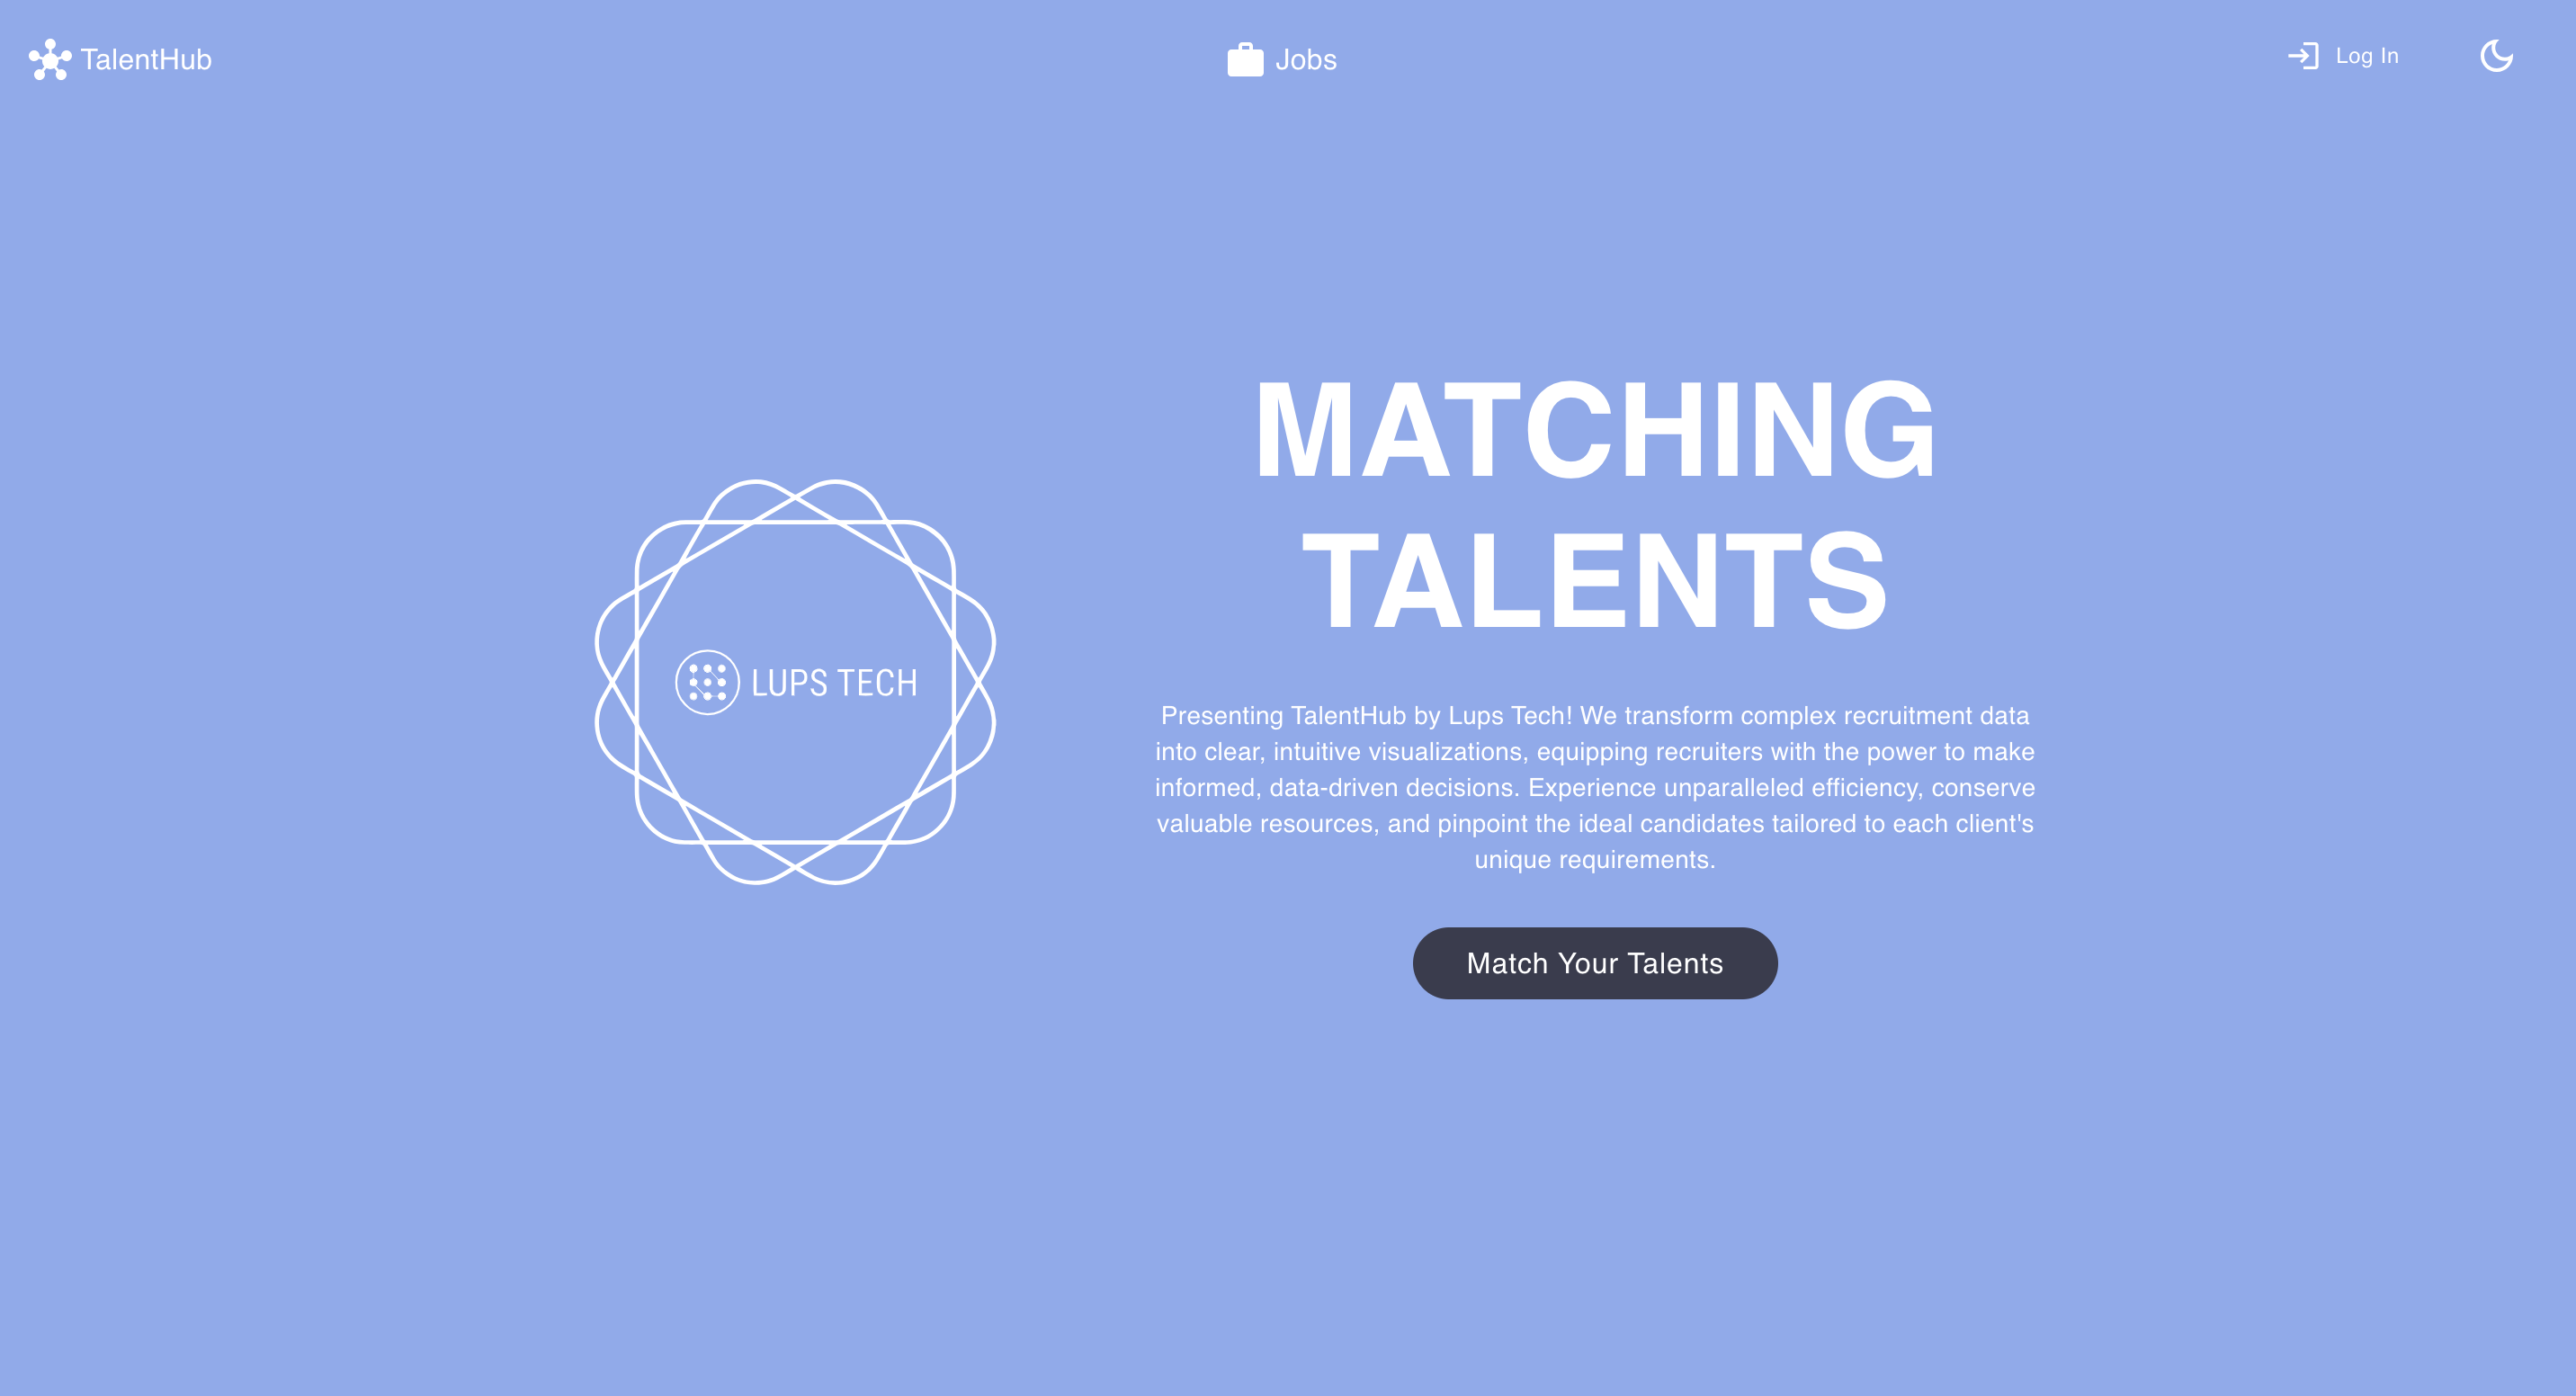 TalentHub
Jobs
Log In
MATCHING
TALENTS
LUPS TECH
Presenting TalentHub by Lups Tech! We transform complex recruitment data
into clear, intuitive visualizations, equipping recruiters with the power to make
informed, data-driven decisions. Experience unparalleled efficiency, conserve
valuable resources, and pinpoint the ideal candidates tailored to each client's
unique requirements.
Match Your Talents